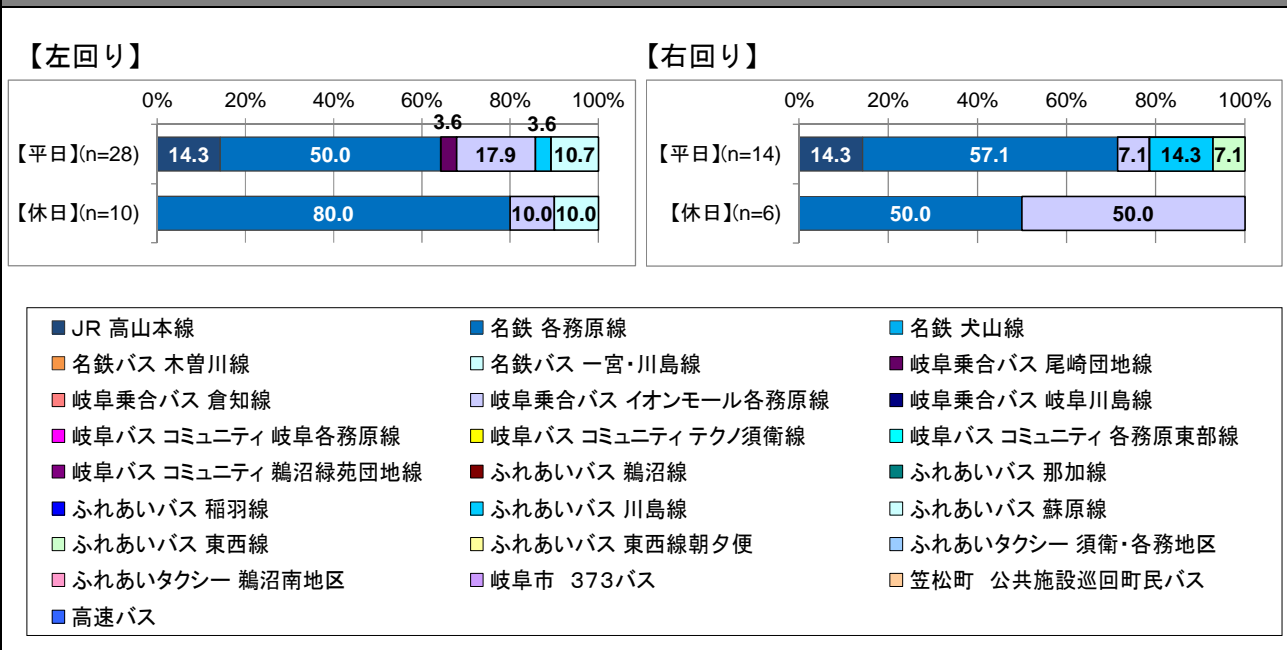 【左回り】
【右回り】
0% 20% 40% 60% 80% 100%
3.6 3.6
【平日】(n=28) 14.3 50.0 17.9 10.7
【休日】(n=10) 80.0 10.0 10.0
0% 20% 40% 60% 80% 100%
【平日】(n=14) 14.3 57.1 7.1 14.3 7.1
【休日】(n=6) 50.0 50.0
JR 高山本線 名鉄 各務原線 名鉄 犬山線
名鉄バス 木曽川線 名鉄バス 一宮・川島線 岐阜乗合バス 尾崎団地線
岐阜乗合バス 倉知線 岐阜乗合バス イオンモール各務原線 岐阜乗合バス 岐阜川島線
岐阜バス コミュニティ 岐阜各務原線 岐阜バス コミュニティ テクノ須衛線 岐阜バス コミュニティ 各務原東部線
岐阜バス コミュニティ 鵜沼緑苑団地線 ふれあいバス 鵜沼線 ふれあいバス 那加線
ふれあいバス 稲羽線 ふれあいバス 川島線 ふれあいバス 蘇原線
ふれあいバス 東西線 ふれあいバス 東西線朝夕便 ふれあいタクシー 須衛・各務地区
ふれあいタクシー 鵜沼南地区 岐阜市　373バス 笠松町　公共施設巡回町民バス
高速バス